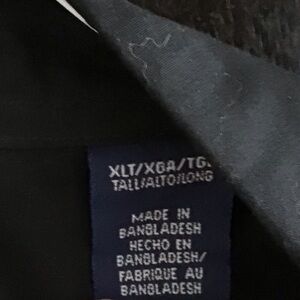 XLT/XGA/TG
TALL/ALTO/LONG
MADE IN
BANGLADESH
HECHO EN
BANGLADESH/
FABRIQUE AU
BANGLADESH